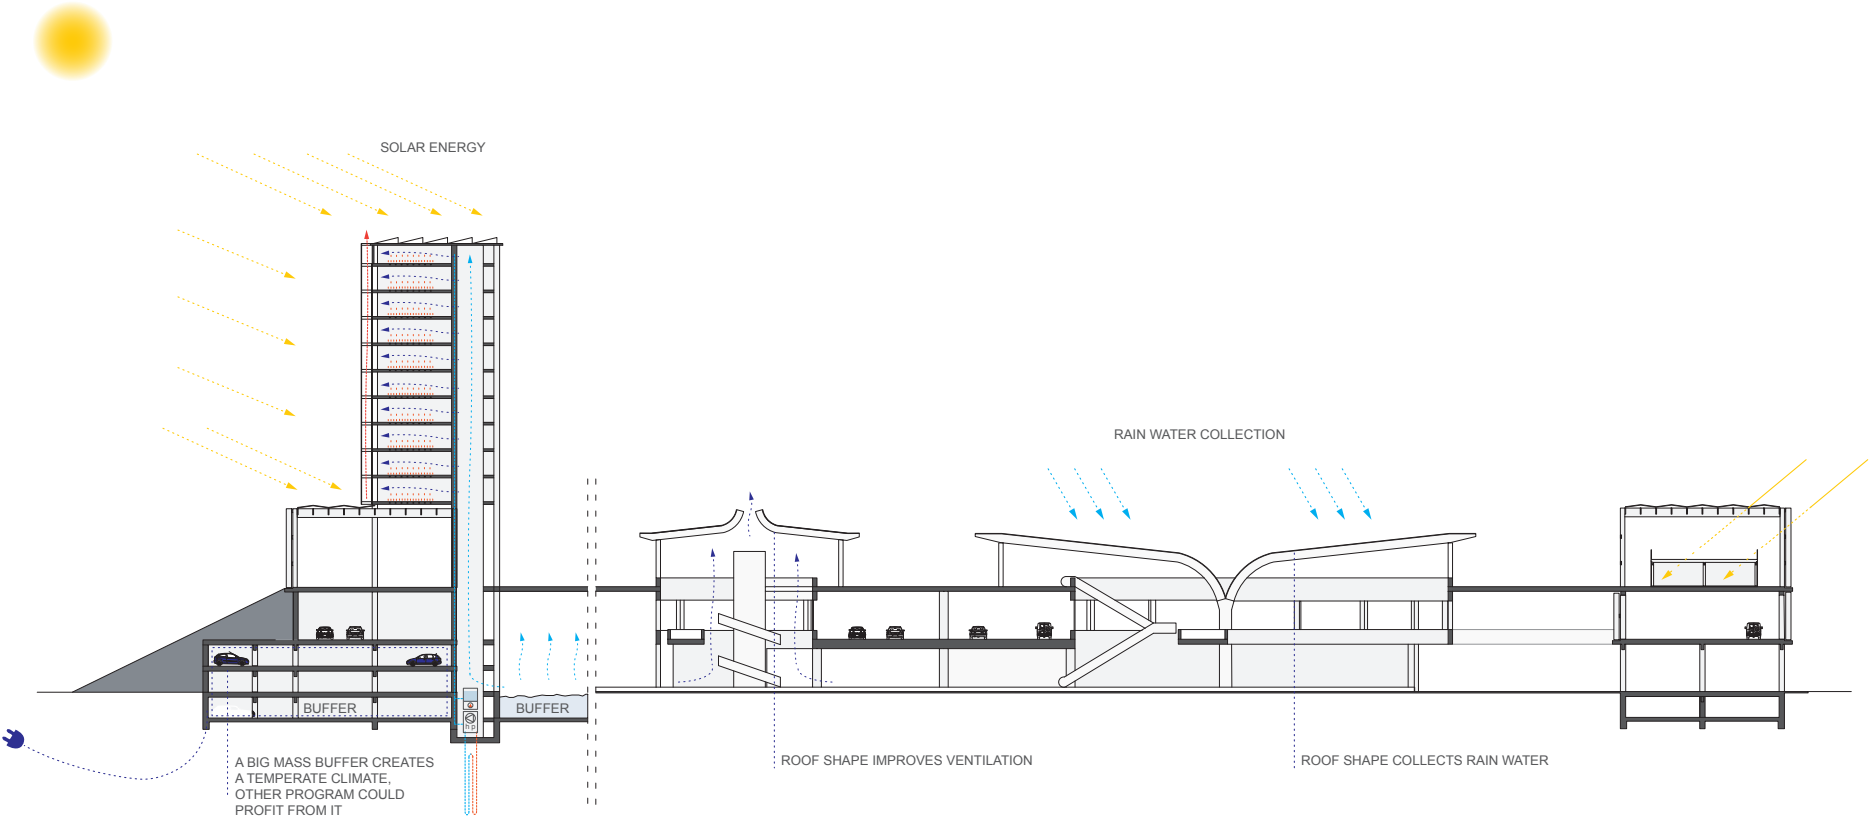 SOLAR ENERGY
RAIN WATER COLLECTION
BUFFER
BUFFER
A BIG MASS BUFFER CREATES
A TEMPERATE CLIMATE,
OTHER PROGRAM COULD
PROFIT FROM IT
ROOF SHAPE IMPROVES VENTILATION
ROOF SHAPE COLLECTS RAIN WATER